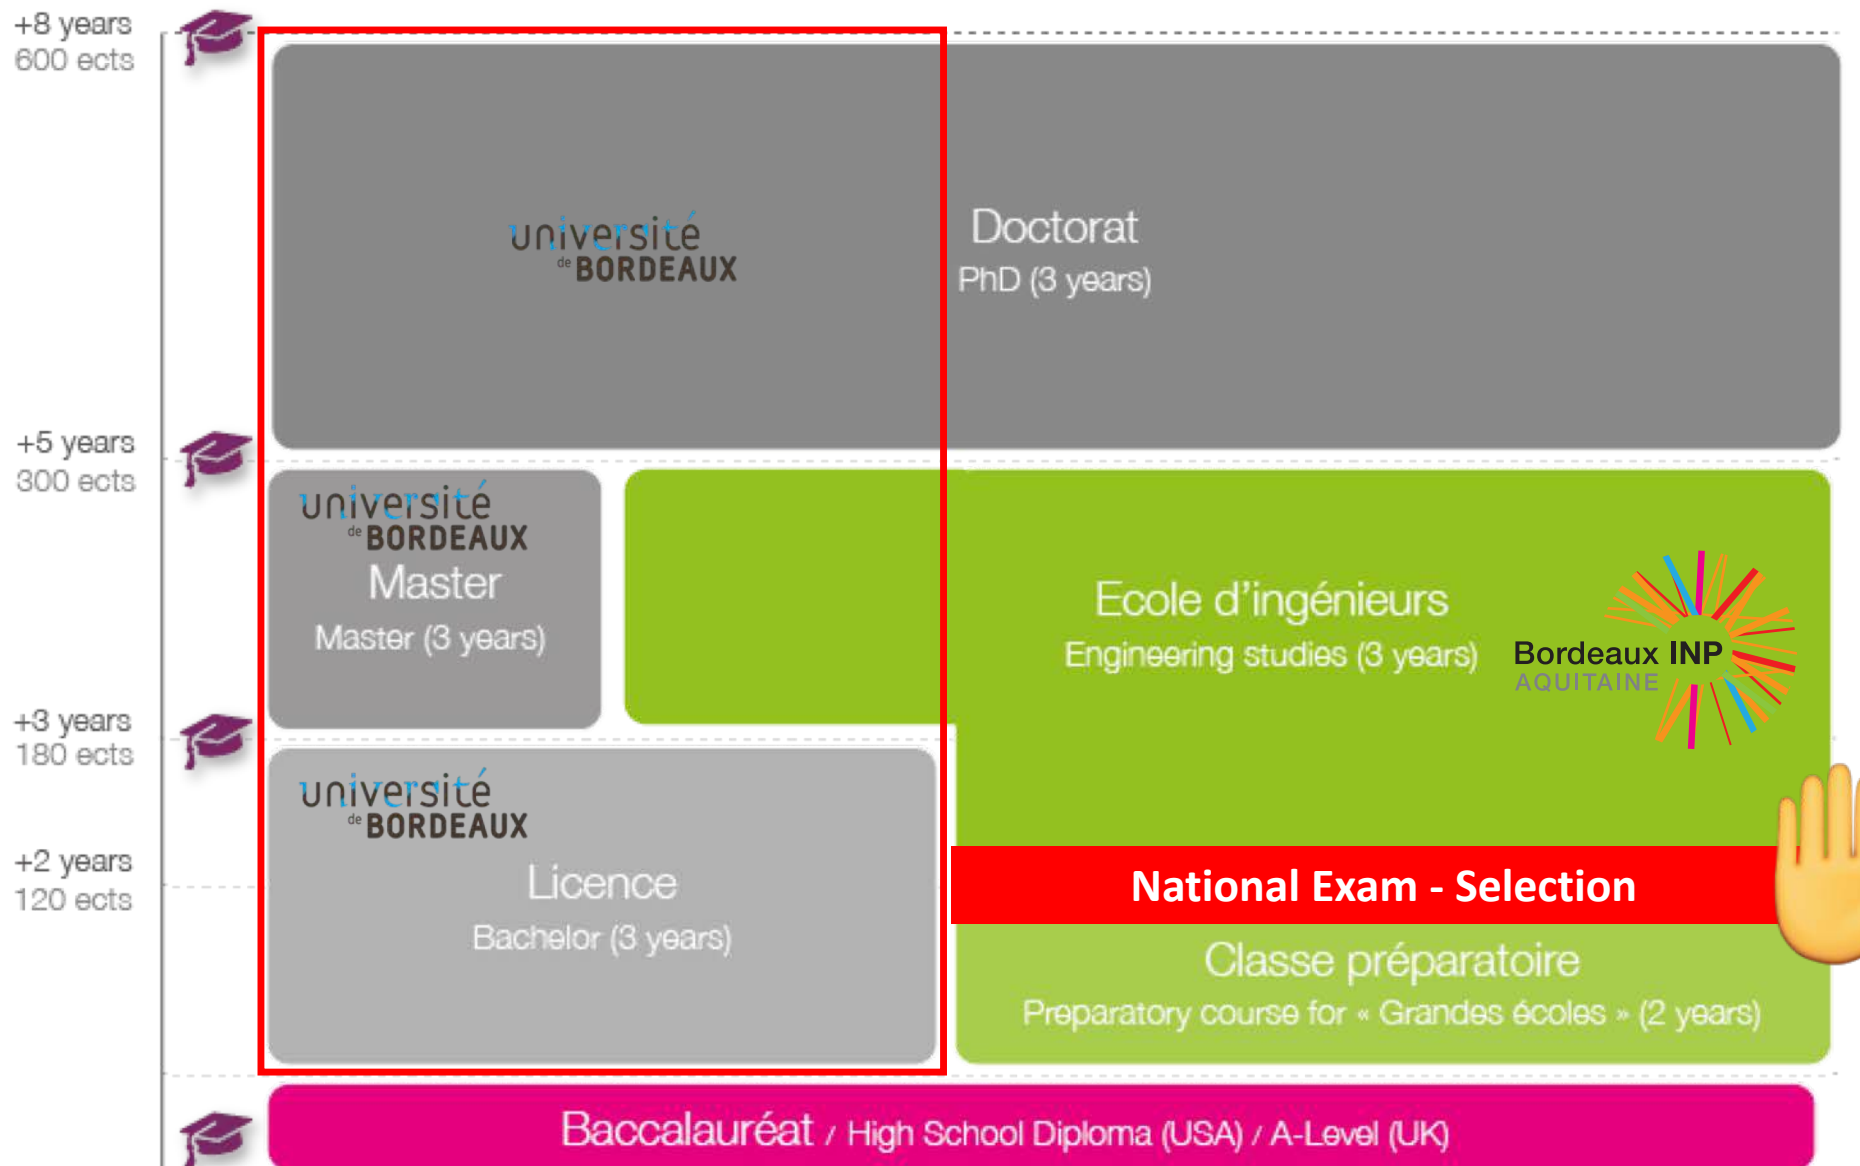 +8 years
600 ects
université
de BORDEAUX
Doctorat
PhD (3 years)
+5 years
300 ects
université
de BORDEAUX
Master
Master (3 years)
Ecole d'ingénieurs
Engineering studies (3 years)
Bordeaux INP
AQUITAINE
+3 years
180 ects
université
de BORDEAUX
Licence
Bachelor (3 years)
+2 years
120 ects
National Exam - Selection
Classe préparatoire
Preparatory course for « Grandes écoles » (2 years)
Baccalauréat / High School Diploma (USA) / A-Level (UK)